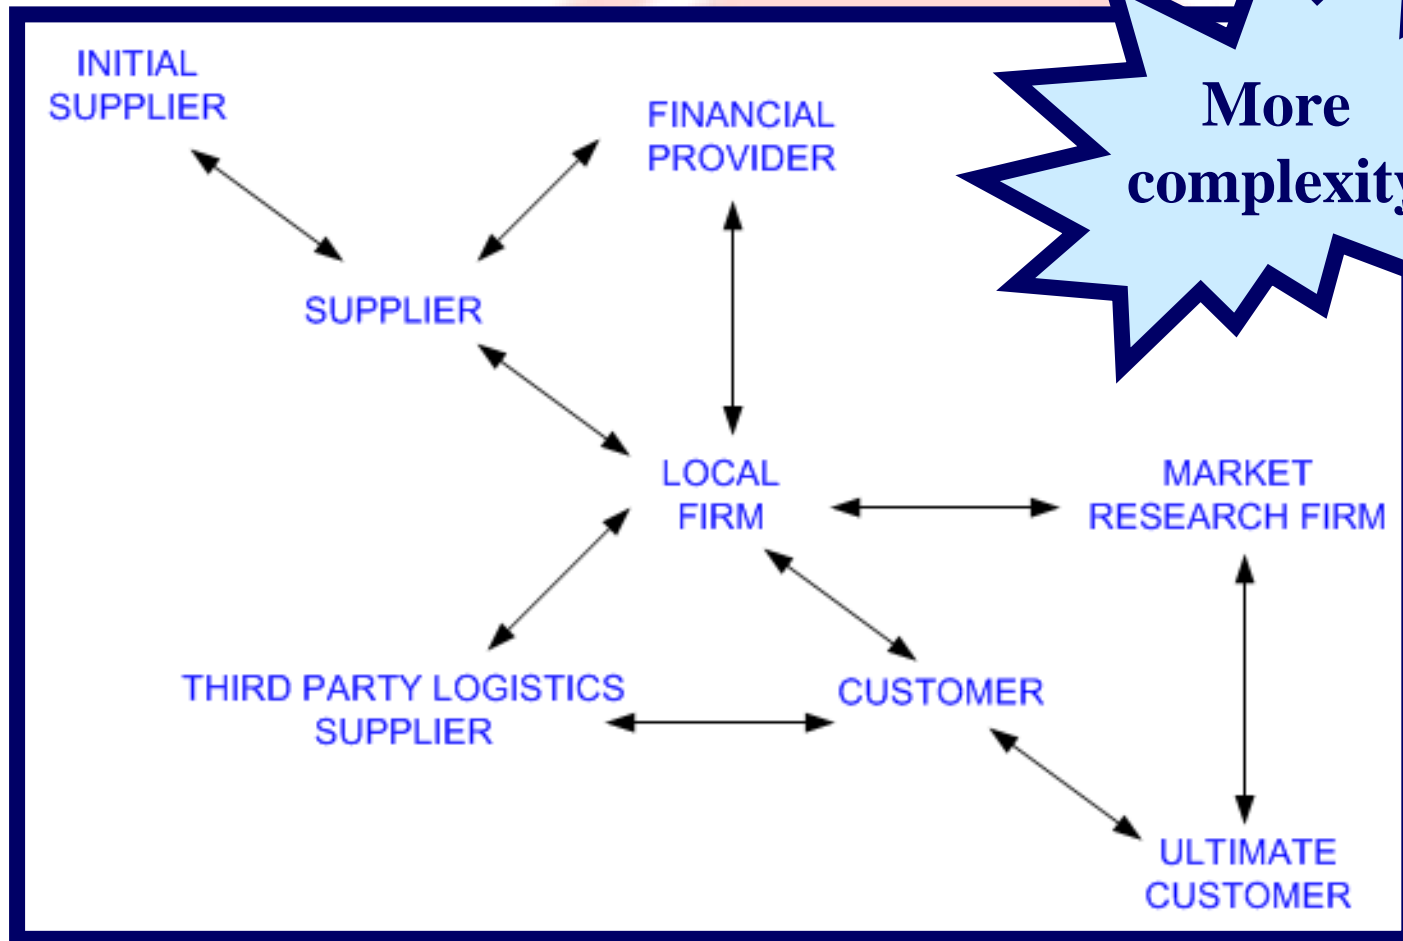 INITIAL
SUPPLIER
FINANCIAL
PROVIDER
More
complexity
SUPPLIER
LOCAL
FIRM
MARKET
RESEARCH FIRM
THIRD PARTY LOGISTICS
SUPPLIER
CUSTOMER
ULTIMATE
CUSTOMER